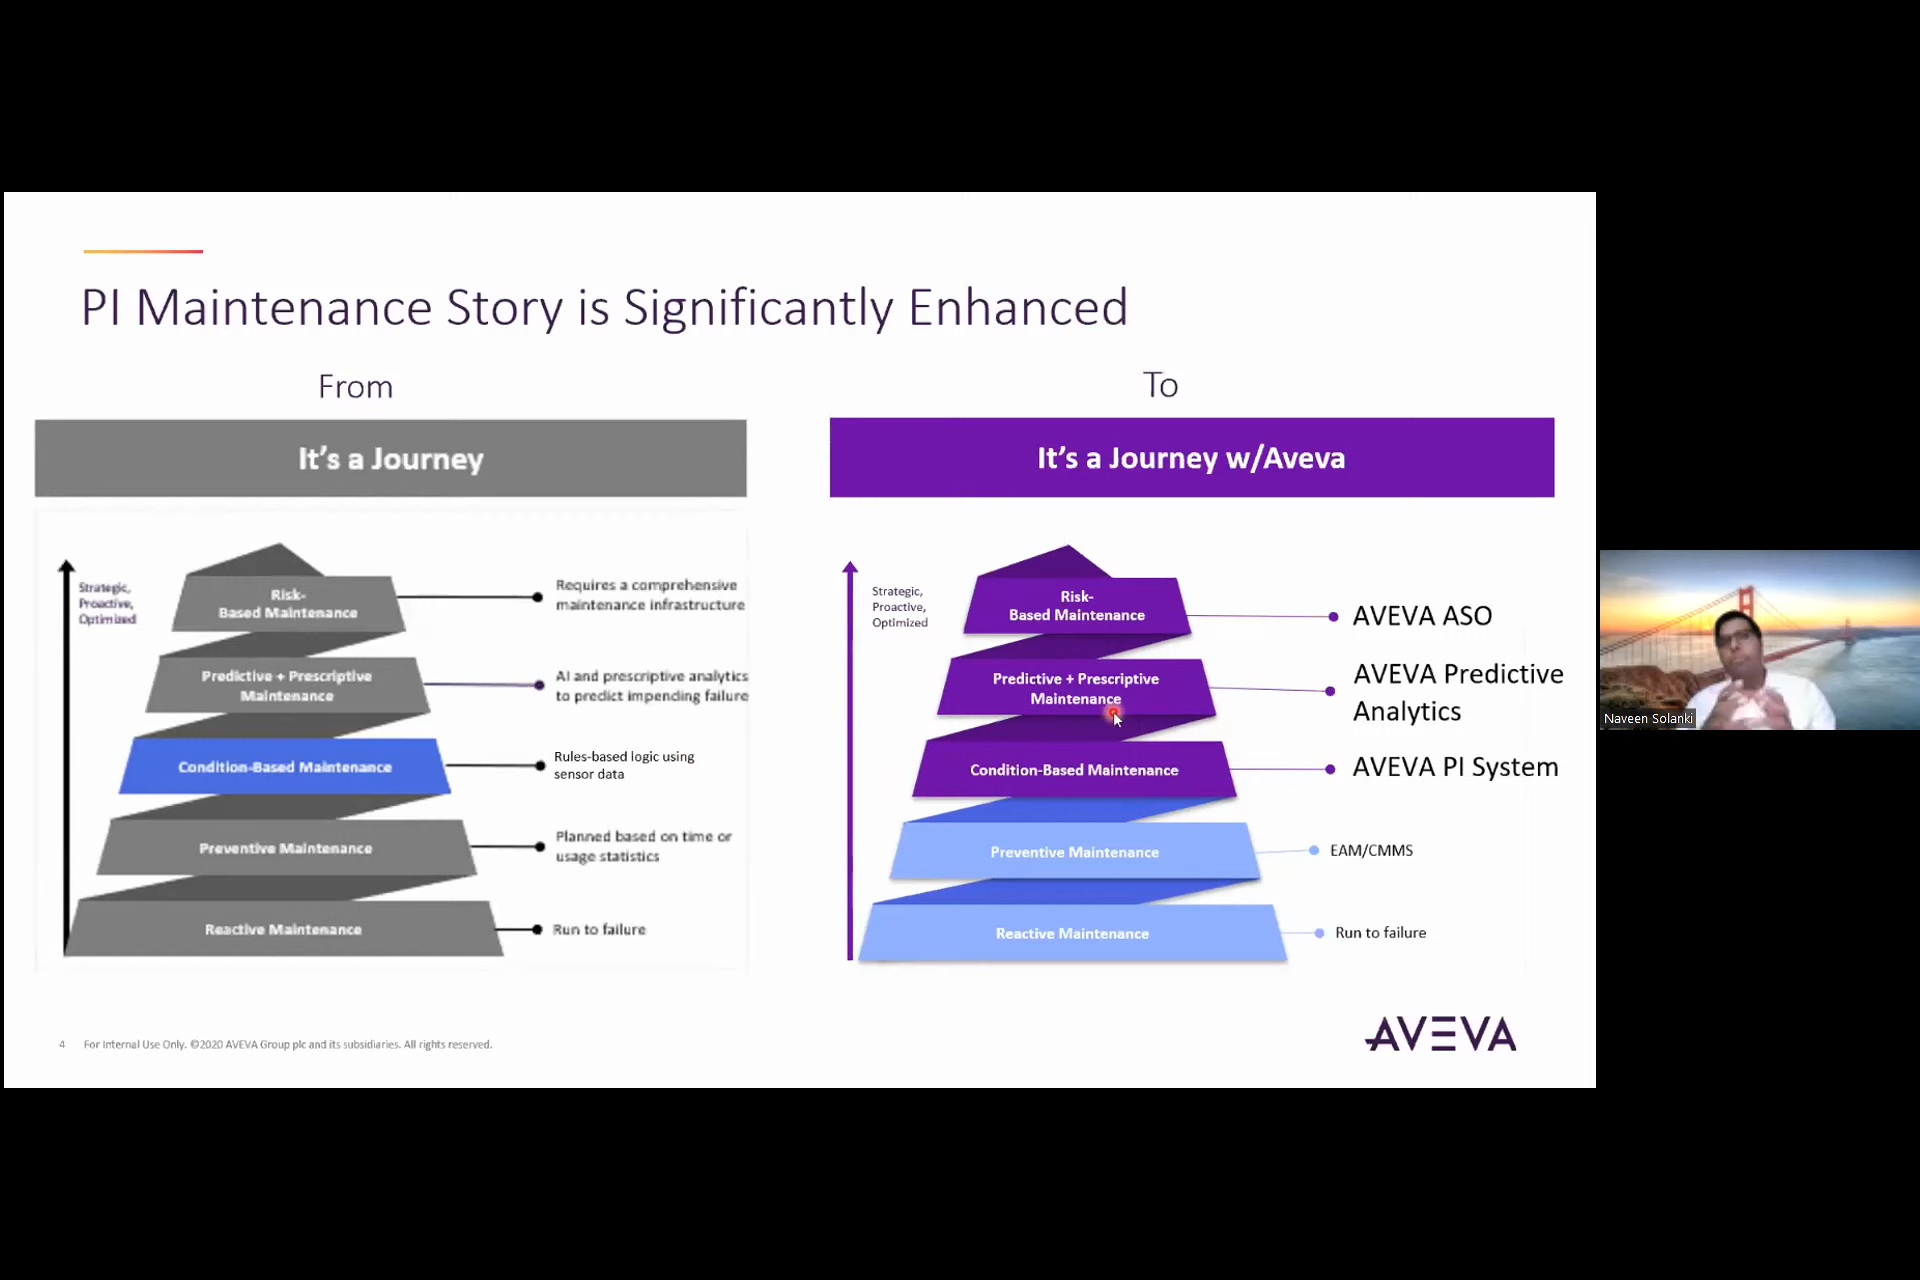 PI Maintenance Story is Significantly Enhanced
From
It's a Journey
Strategic,
Proactive,
Optimized
Risk-
Based Maintenance
Requires a comprehensive
maintenance infrastructure
Predictive + Prescriptive
Maintenance
AI and prescriptive analytics
to predict impending failure
Condition-Based Maintenance
Rules-based logic using
sensor data
Preventive Maintenance
Planned based on time or
usage statistics
Reactive Maintenance
Run to failure
To
It's a Journey w/Aveva
Strategic,
Proactive,
Optimized
Risk-
Based Maintenance
AVEVA ASO
Predictive + Prescriptive
Maintenance
AVEVA Predictive
Analytics
Condition-Based Maintenance
AVEVA PI System
Preventive Maintenance
EAM/CMMS
Reactive Maintenance
Run to failure
4 For Internal Use Only. ©2020 AVEVA Group plc and its subsidiaries. All rights reserved.
AVEVA
Naveen Solanki